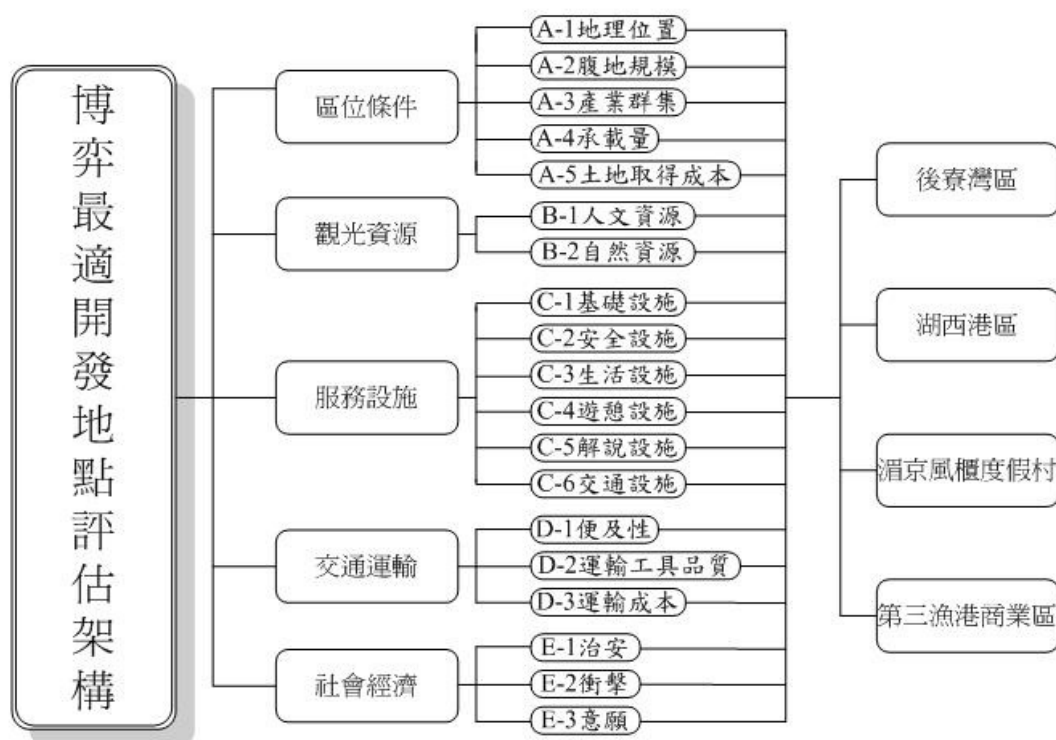 博弈最適開發地點評估架構
區位條件
A-1地理位置
A-2腹地規模
A-3產業群集
A-4承載量
A-5土地取得成本
觀光資源
B-1人文資源
B-2自然資源
服務設施
C-1基礎設施
C-2安全設施
C-3生活設施
C-4遊憩設施
C-5解說設施
C-6交通設施
交通運輸
D-1便及性
D-2運輸工具品質
D-3運輸成本
社會經濟
E-1治安
E-2衝擊
E-3意願
後寮灣區
湖西港區
湄京風櫃度假村
第三漁港商業區